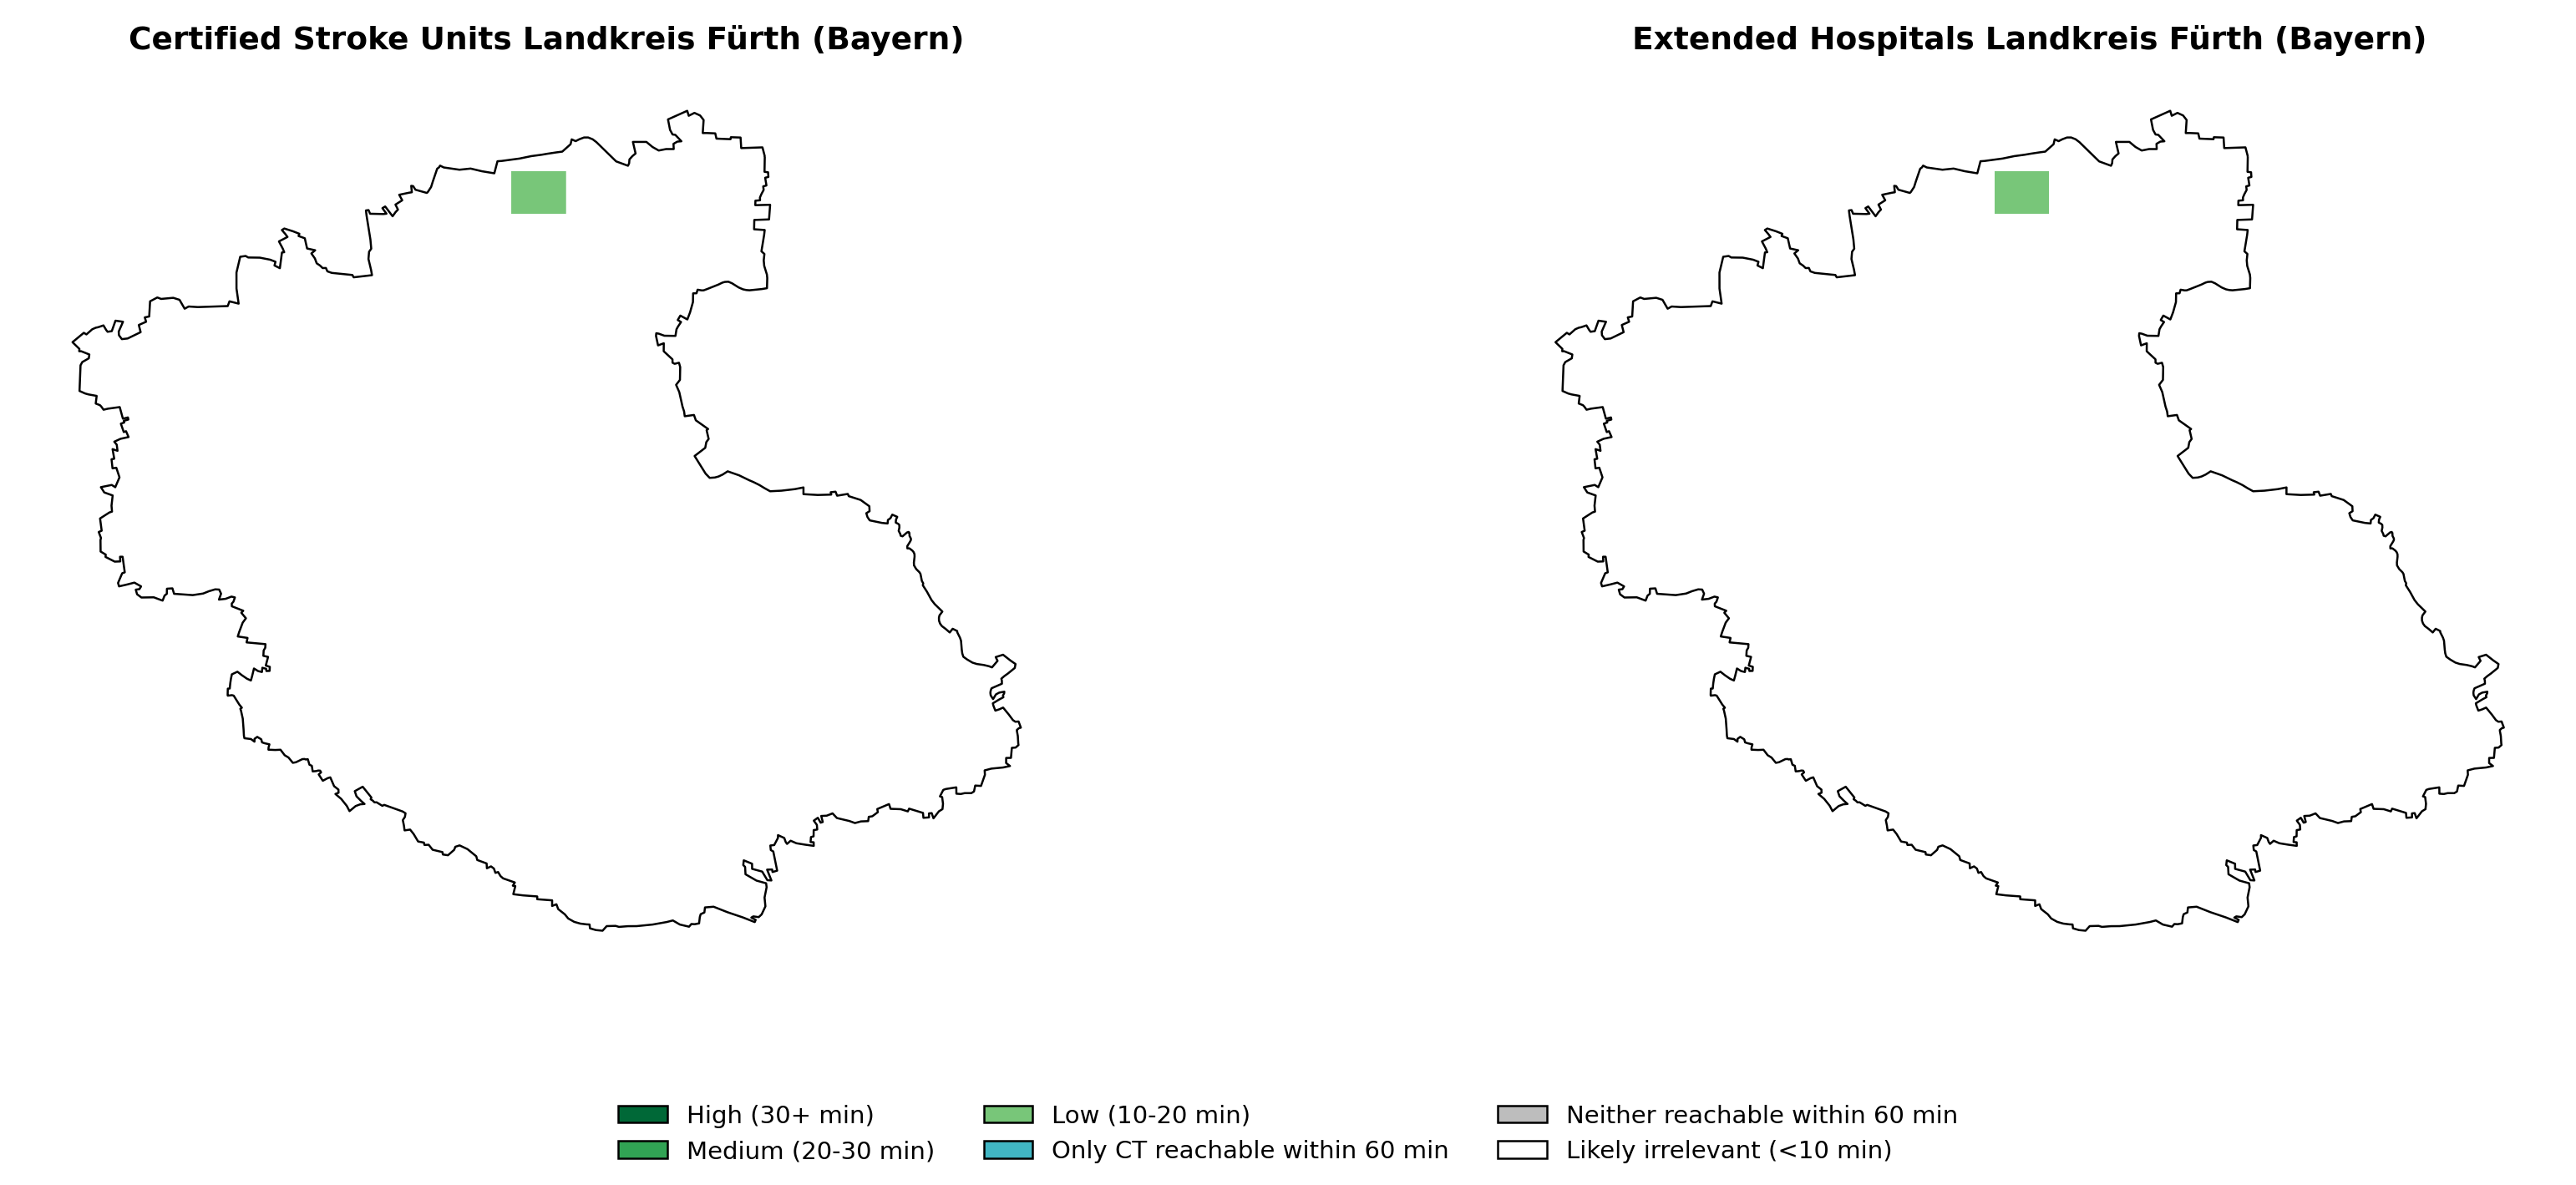 Certified Stroke Units Landkreis Fürth (Bayern)
Extended Hospitals Landkreis Fürth (Bayern)
High (30+ min)
Medium (20-30 min)
Low (10-20 min)
Only CT reachable within 60 min
Neither reachable within 60 min
Likely irrelevant (<10 min)